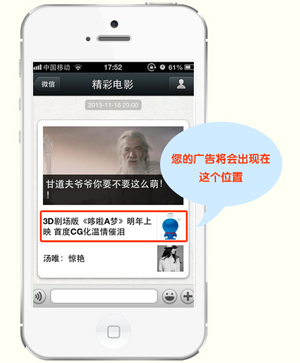 中国移动 17:52 61%
微信 精彩电影
2013-11-16 23:00
甘道夫爷爷你要不要这么萌!
!
3D剧场版《哆啦A梦》明年上
映 首度CG化温情催泪
汤唯：惊艳
您的广告将会出现在
这个位置